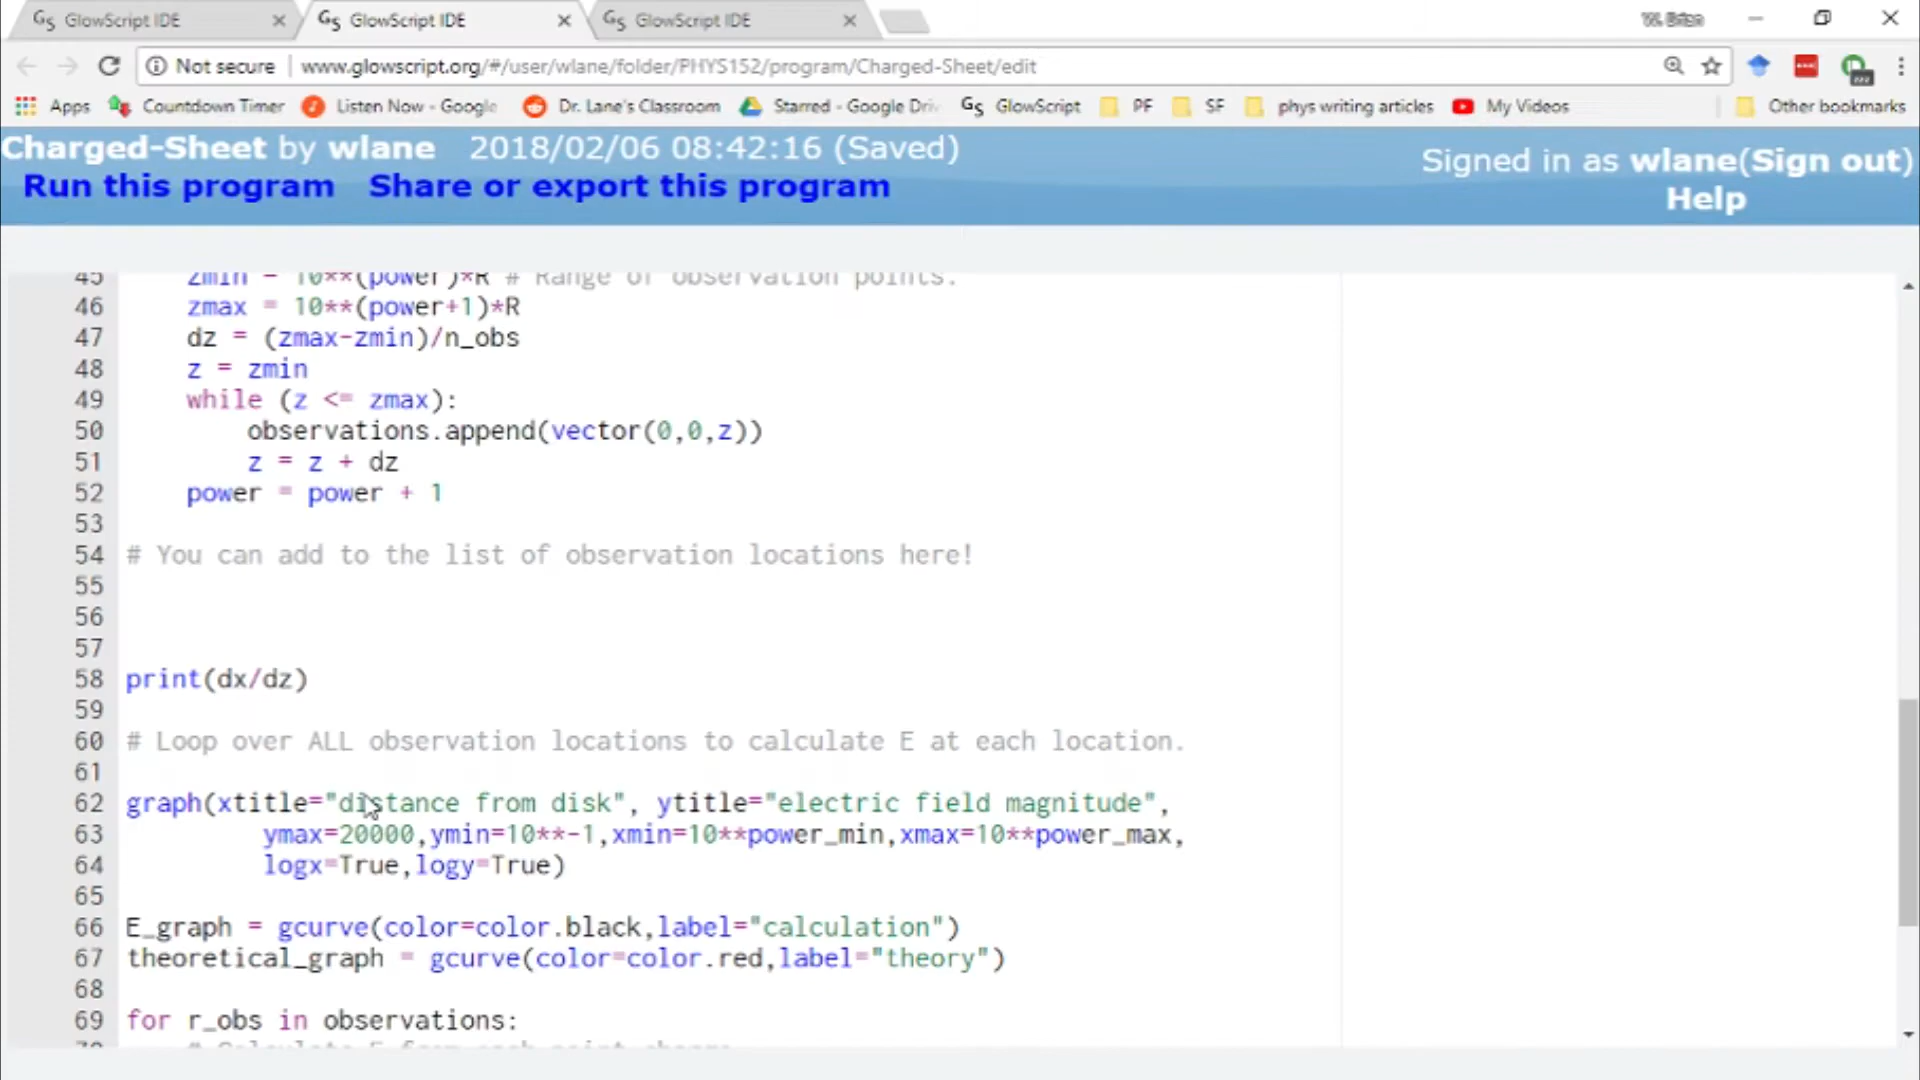 GlowScript IDE GlowScript IDE GlowScript IDE
Not secure www.glowscript.org/#/user/wlane/folder/PHYS152/program/Charged-Sheet/edit
Apps Countdown Timer Listen Now - Google Dr. Lane's Classroom Starred - Google Driv GlowScript PF SF phys writing articles My Videos Other bookmarks
Charged-Sheet by wlane 2018/02/06 08:42:16 (Saved)
Signed in as wlane(Sign out)
Run this program Share or export this program
Help
45 zmin = 10**(power)*R # Range of observation points.
46 zmax = 10**(power+1)*R
47 dz = (zmax-zmin)/n_obs
48 z = zmin
49 while (z <= zmax):
50 observations.append(vector(0,0,z))
51 z = z + dz
52 power = power + 1
53
54 # You can add to the list of observation locations here!
55
56
57
58 print(dx/dz)
59
60 # Loop over ALL observation locations to calculate E at each location.
61
62 graph(xtitle="distance from disk", ytitle="electric field magnitude",
63 ymax=20000,ymin=10**-1,xmin=10**power_min,xmax=10**power_max,
64 logx=True,logy=True)
65
66 E_graph = gcurve(color=color.black,label="calculation")
67 theoretical_graph = gcurve(color=color.red,label="theory")
68
69 for r_obs in observations: